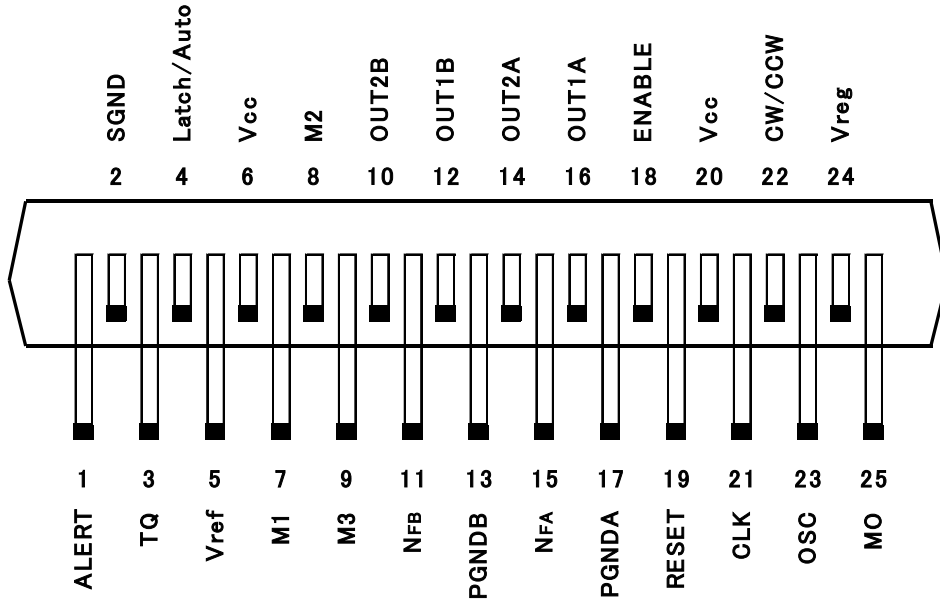 SGND Latch/Auto Vcc M2 OUT2B OUT1B OUT2A OUT1A ENABLE Vcc CW/CCW Vreg
2 4 6 8 10 12 14 16 18 20 22 24
1 3 5 7 9 11 13 15 17 19 21 23 25
ALERT TQ Vref M1 M3 NFB PGNDB NFA PGNDA RESET CLK OSC MO